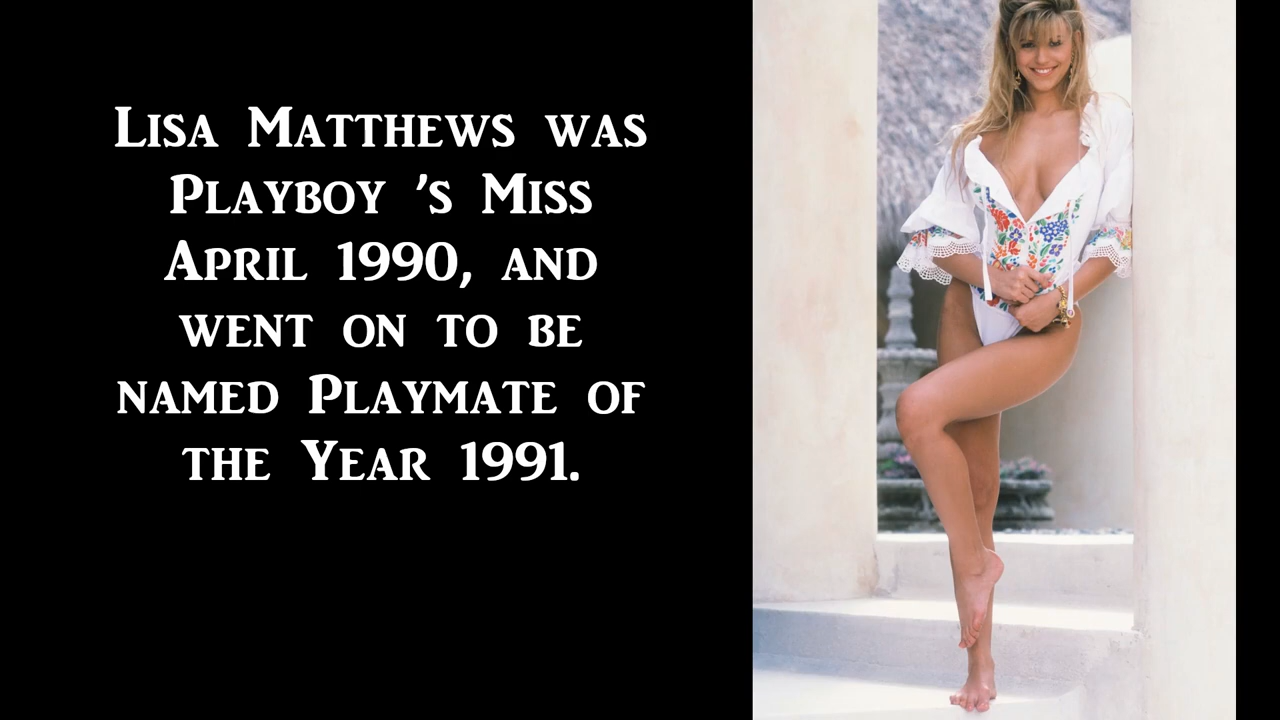 Lisa Matthews was
Playboy 's Miss
April 1990, and
went on to be
named Playmate of
the Year 1991.